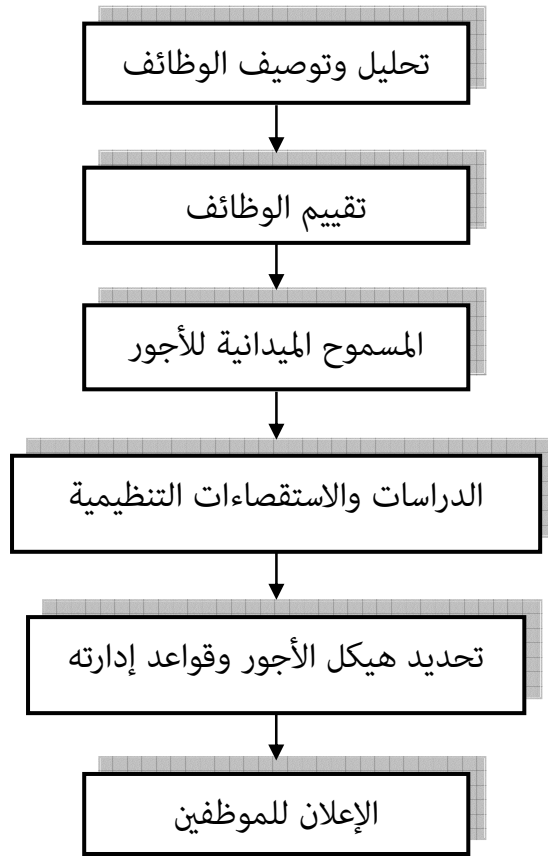 تحليل وتوصيف الوظائف
تقييم الوظائف
المسموح الميدانية للأجور
الدراسات والاستقصاءات التنظيمية
تحديد هيكل الأجور وقواعد إدارته
الإعلان للموظفين